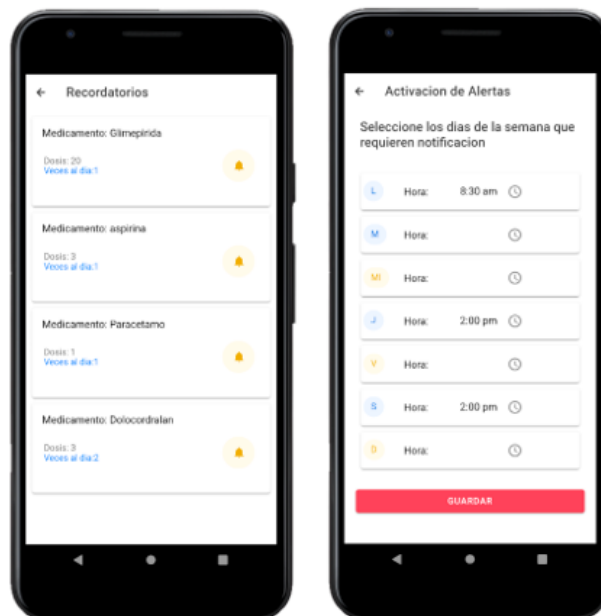 Recordatorios
Medicamento: Glimepirida
Dosis: 20
Veces al dia:1
Medicamento: aspirina
Dosis: 3
Veces al dia:1
Medicamento: Paracetamo
Dosis: 1
Veces al dia:1
Medicamento: Dolocordralan
Dosis: 3
Veces al dia:2
Activacion de Alertas
Seleccione los dias de la semana que
requieren notificacion
L Hora: 8:30 am
M Hora:
MI Hora:
J Hora: 2:00 pm
V Hora:
S Hora: 2:00 pm
D Hora:
GUARDAR